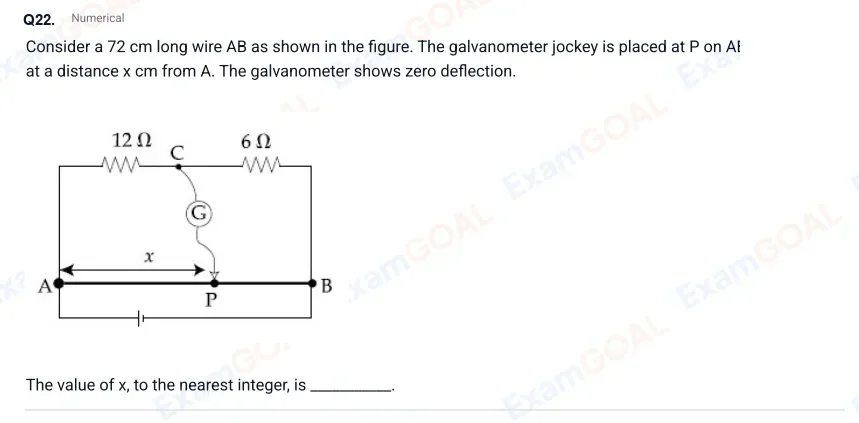 Q22. Numerical
Consider a 72 cm long wire AB as shown in the figure. The galvanometer jockey is placed at P on AB
at a distance x cm from A. The galvanometer shows zero deflection.
12 Ω
C
6 Ω
G
x
A
P
B
The value of x, to the nearest integer, is ___________.
ExamGOAL
ExamGOAL
ExamGOAL
ExamGOAL